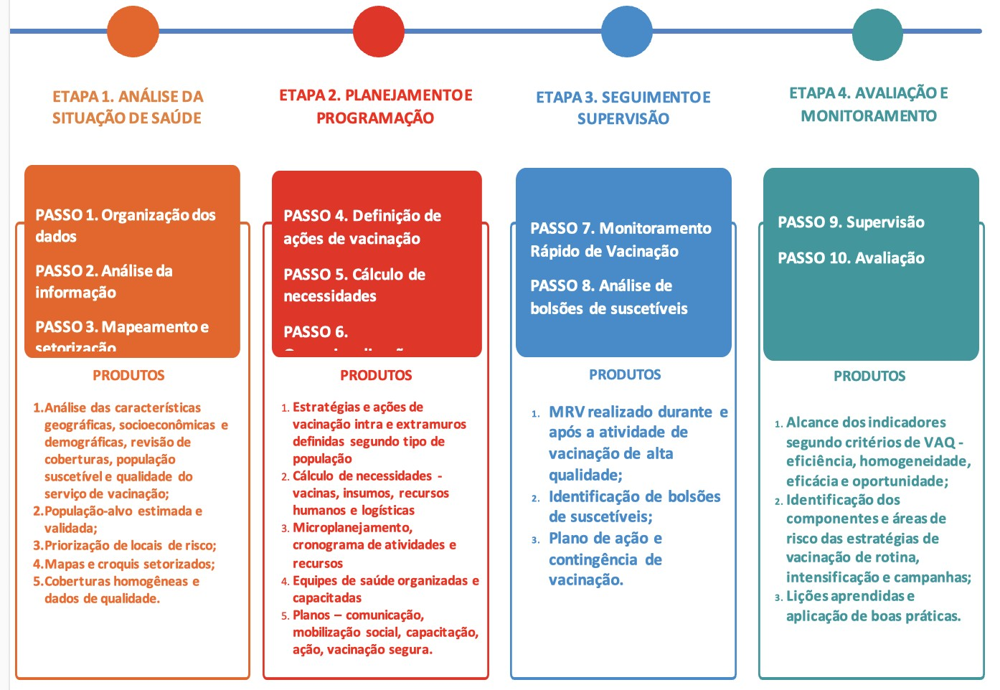 ETAPA 1. ANÁLISE DA
SITUAÇÃO DE SAÚDE
PASSO 1. Organização dos
dados
PASSO 2. Análise da
informação
PASSO 3. Mapeamento e
setorização
PRODUTOS
1.Análise das características
geográficas, socioeconômicas e
demográficas, revisão de
coberturas, população
suscetível e qualidade do
serviço de vacinação;
2.População-alvo estimada e
validada;
3.Priorização de locais de risco;
4.Mapas e croquis setorizados;
5.Coberturas homogêneas e
dados de qualidade.
ETAPA 2. PLANEJAMENTO E
PROGRAMAÇÃO
PASSO 4. Definição de
ações de vacinação
PASSO 5. Cálculo de
necessidades
PASSO 6.
PRODUTOS
1. Estratégias e ações de
vacinação intra e extramuros
definidas segundo tipo de
população
2. Cálculo de necessidades -
vacinas, insumos, recursos
humanos e logísticas
3. Microplanejamento,
cronograma de atividades e
recursos
4. Equipes de saúde organizadas e
capacitadas
5. Planos – comunicação,
mobilização social, capacitação,
ação, vacinação segura.
ETAPA 3. SEGUIMENTO E
SUPERVISÃO
PASSO 7. Monitoramento
Rápido de Vacinação
PASSO 8. Análise de
bolsões de suscetíveis
PRODUTOS
1. MRV realizado durante e
após a atividade de
vacinação de alta
qualidade;
2. Identificação de bolsões
de suscetíveis;
3. Plano de ação e
contingência de
vacinação.
ETAPA 4. AVALIAÇÃO E
MONITORAMENTO
PASSO 9. Supervisão
PASSO 10. Avaliação
PRODUTOS
1. Alcance dos indicadores
segundo critérios de VAQ -
eficiência, homogeneidade,
eficácia e oportunidade;
2. Identificação dos
componentes e áreas de
risco das estratégias de
vacinação de rotina,
intensificação e campanhas;
3. Lições aprendidas e
aplicação de boas práticas.